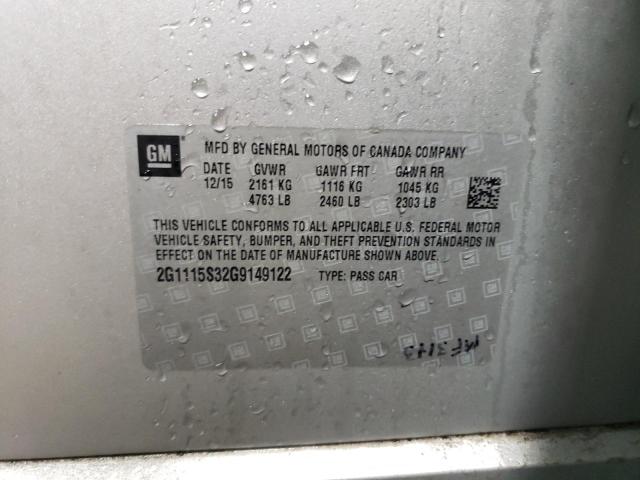 GM
MFD BY GENERAL MOTORS OF CANADA COMPANY
DATE GVWR GAWR FRT GAWR RR
12/15 2161 KG 1116 KG 1045 KG
4763 LB 2460 LB 2303 LB
THIS VEHICLE CONFORMS TO ALL APPLICABLE U.S. FEDERAL MOTOR
VEHICLE SAFETY, BUMPER, AND THEFT PREVENTION STANDARDS IN
EFFECT ON THE DATE OF MANUFACTURE SHOWN ABOVE.
2G1115S32G9149122 TYPE: PASS CAR